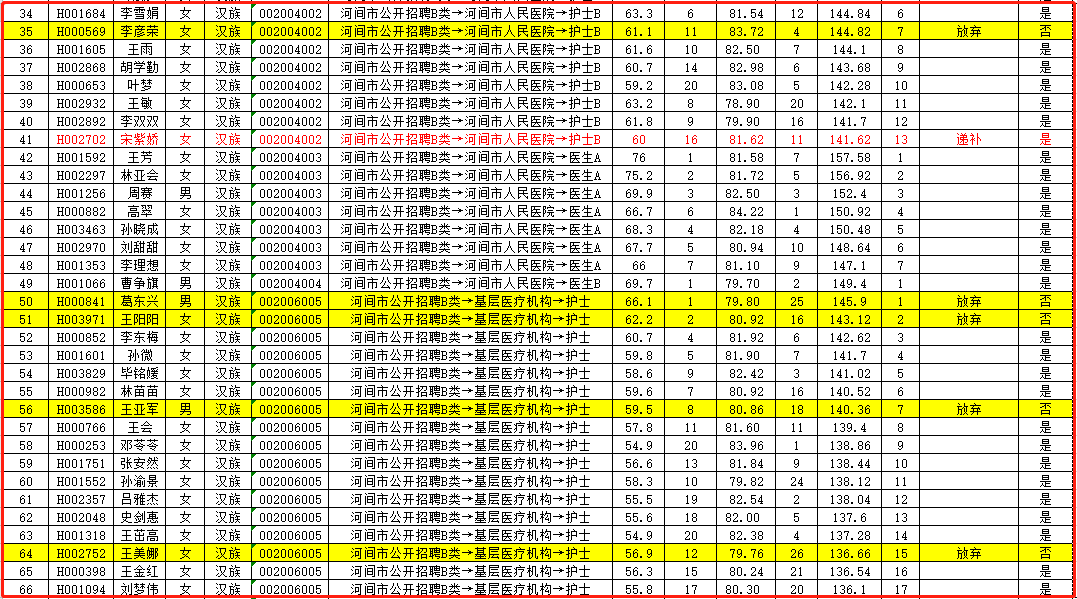 34 H001684 李雪娟 女 汉族 002004002 河间市公开招聘B类→河间市人民医院→护士B 63.3 6 81.54 12 144.84 6 是
35 H000569 李彦荣 女 汉族 002004002 河间市公开招聘B类→河间市人民医院→护士B 61.1 11 83.72 4 144.82 7 放弃 否
36 H001605 王雨 女 汉族 002004002 河间市公开招聘B类→河间市人民医院→护士B 61.6 10 82.50 7 144.1 8 是
37 H002868 胡学勤 女 汉族 002004002 河间市公开招聘B类→河间市人民医院→护士B 60.7 14 82.98 6 143.68 9 是
38 H000653 叶梦 女 汉族 002004002 河间市公开招聘B类→河间市人民医院→护士B 59.2 20 83.08 5 142.28 10 是
39 H002932 王敏 女 汉族 002004002 河间市公开招聘B类→河间市人民医院→护士B 63.2 8 78.90 20 142.1 11 是
40 H002892 李双双 女 汉族 002004002 河间市公开招聘B类→河间市人民医院→护士B 61.8 9 79.90 16 141.7 12 是
41 H002702 宋紫娇 女 汉族 002004002 河间市公开招聘B类→河间市人民医院→护士B 60 16 81.62 11 141.62 13 递补 是
42 H001592 王芳 女 汉族 002004003 河间市公开招聘B类→河间市人民医院→医生A 76 1 81.58 7 157.58 1 是
43 H002297 林亚会 女 汉族 002004003 河间市公开招聘B类→河间市人民医院→医生A 75.2 2 81.72 5 156.92 2 是
44 H001256 周赛 男 汉族 002004003 河间市公开招聘B类→河间市人民医院→医生A 69.9 3 82.50 3 152.4 3 是
45 H000882 高翠 女 汉族 002004003 河间市公开招聘B类→河间市人民医院→医生A 66.7 6 84.22 1 150.92 4 是
46 H003463 孙晓成 女 汉族 002004003 河间市公开招聘B类→河间市人民医院→医生A 68.3 4 82.18 4 150.48 5 是
47 H002970 刘甜甜 女 汉族 002004003 河间市公开招聘B类→河间市人民医院→医生A 67.7 5 80.94 10 148.64 6 是
48 H001353 李理想 女 汉族 002004003 河间市公开招聘B类→河间市人民医院→医生A 66 7 81.10 9 147.1 7 是
49 H001066 曹争旗 男 汉族 002004004 河间市公开招聘B类→河间市人民医院→医生B 69.7 1 79.70 2 149.4 1 是
50 H000841 葛东兴 男 汉族 002006005 河间市公开招聘B类→基层医疗机构→护士 66.1 1 79.80 25 145.9 1 放弃 否
51 H003971 王阳阳 女 汉族 002006005 河间市公开招聘B类→基层医疗机构→护士 62.2 2 80.92 16 143.12 2 放弃 否
52 H000852 李东梅 女 汉族 002006005 河间市公开招聘B类→基层医疗机构→护士 60.7 4 81.92 6 142.62 3 是
53 H001601 孙微 女 汉族 002006005 河间市公开招聘B类→基层医疗机构→护士 59.8 5 81.90 7 141.7 4 是
54 H003829 毕铭媛 女 汉族 002006005 河间市公开招聘B类→基层医疗机构→护士 58.6 9 82.42 3 141.02 5 是
55 H000982 林苗苗 女 汉族 002006005 河间市公开招聘B类→基层医疗机构→护士 59.6 7 80.92 16 140.52 6 是
56 H003586 王亚军 男 汉族 002006005 河间市公开招聘B类→基层医疗机构→护士 59.5 8 80.86 18 140.36 7 放弃 否
57 H000766 王会 女 汉族 002006005 河间市公开招聘B类→基层医疗机构→护士 57.8 11 81.60 11 139.4 8 是
58 H000253 邓苓苓 女 汉族 002006005 河间市公开招聘B类→基层医疗机构→护士 54.9 20 83.96 1 138.86 9 是
59 H001751 张安然 女 汉族 002006005 河间市公开招聘B类→基层医疗机构→护士 56.6 13 81.84 9 138.44 10 是
60 H001552 孙渝景 女 汉族 002006005 河间市公开招聘B类→基层医疗机构→护士 58.3 10 79.82 24 138.12 11 是
61 H002357 吕雅杰 女 汉族 002006005 河间市公开招聘B类→基层医疗机构→护士 55.5 19 82.54 2 138.04 12 是
62 H002048 史剑惠 女 汉族 002006005 河间市公开招聘B类→基层医疗机构→护士 55.6 18 82.00 5 137.6 13 是
63 H001318 王茁高 女 汉族 002006005 河间市公开招聘B类→基层医疗机构→护士 54.9 20 82.38 4 137.28 14 是
64 H002752 王美娜 女 汉族 002006005 河间市公开招聘B类→基层医疗机构→护士 56.9 12 79.76 26 136.66 15 放弃 否
65 H000398 王金红 女 汉族 002006005 河间市公开招聘B类→基层医疗机构→护士 56.3 15 80.24 21 136.54 16 是
66 H001094 刘梦伟 女 汉族 002006005 河间市公开招聘B类→基层医疗机构→护士 55.8 17 80.30 20 136.1 17 是